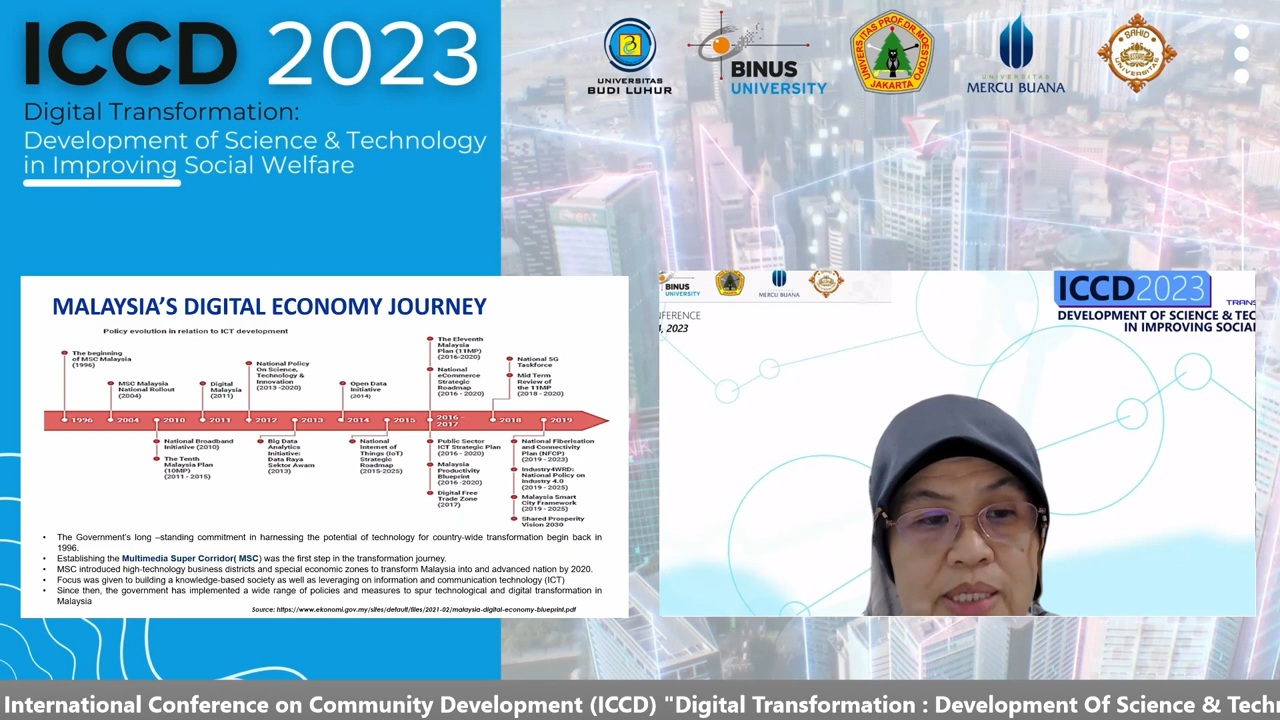 ICCD 2023
Digital Transformation:
Development of Science & Technology
in Improving Social Welfare
UNIVERSITAS
BUDI LUHUR
BINUS
UNIVERSITY
UNIVERSITAS PROF.DR.MOESTOPO
JAKARTA
UNIVERSITAS
MERCU BUANA
SAHID
UNIVERSITAS
MALAYSIA'S DIGITAL ECONOMY JOURNEY
Policy evolution in relation to ICT development
The beginning
of MSC Malaysia
(1996)
MSC Malaysia
National Rollout
(2004)
Digital
Malaysia
(2011)
National Policy
On Science,
Technology &
Innovation
(2013 -2020)
Open Data
Initiative
(2014)
The Eleventh
Malaysia
Plan (11MP)
(2016-2020)
National
eCommerce
Strategic
Roadmap
(2016 - 2020)
National 5G
Taskforce
Mid Term
Review of
the 11MP
(2018 - 2020)
1996 2004 2010 2011 2012 2013 2014 2015 2016 - 2017 2018 2019
National Broadband
Initiative (2010)
The Tenth
Malaysia Plan
(10MP)
(2011 - 2015)
Big Data
Analytics
Initiative:
Data Raya
Sektor Awam
(2013)
National
Internet of
Things (IoT)
Strategic
Roadmap
(2015-2025)
Public Sector
ICT Strategic Plan
(2016 - 2020)
Malaysia
Productivity
Blueprint
(2016 -2020)
Digital Free
Trade Zone
(2017)
National Fiberisation
and Connectivity
Plan (NFCP)
(2019 - 2023)
Industry4WRD:
National Policy on
Industry 4.0
(2019 - 2025)
Malaysia Smart
City Framework
(2019 - 2025)
Shared Prosperity
Vision 2030
• The Government's long –standing commitment in harnessing the potential of technology for country-wide transformation begin back in
1996.
• Establishing the Multimedia Super Corridor( MSC) was the first step in the transformation journey.
• MSC introduced high-technology business districts and special economic zones to transform Malaysia into and advanced nation by 2020.
• Focus was given to building a knowledge-based society as well as leveraging on information and communication technology (ICT)
• Since then, the government has implemented a wide range of policies and measures to spur technological and digital transformation in
Malaysia
Source: https://www.ekonomi.gov.my/sites/default/files/2021-02/malaysia-digital-economy-blueprint.pdf
BINUS
UNIVERSITY
MERCU BUANA
NFERENCE
, 2023
ICCD2023
TRANS
DEVELOPMENT OF SCIENCE & TEC
IN IMPROVING SOCIAL
International Conference on Community Development (ICCD) "Digital Transformation : Development Of Science & Techn